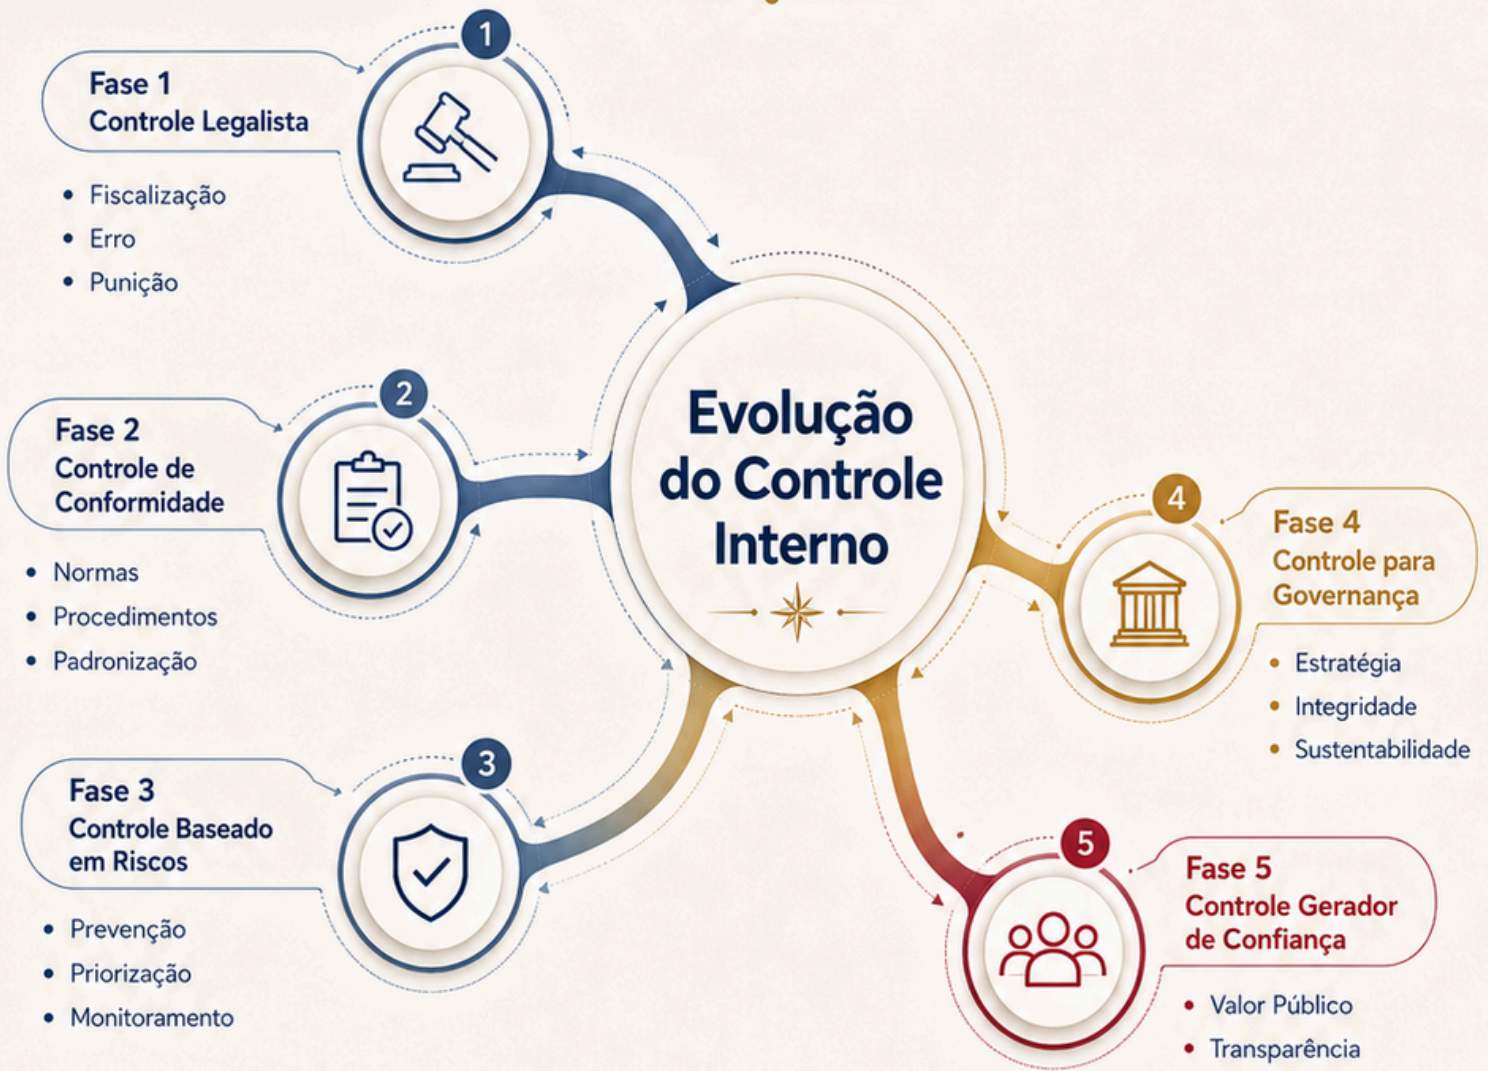 1
Fase 1
Controle Legalista
• Fiscalização
• Erro
• Punição
2
Fase 2
Controle de
Conformidade
• Normas
• Procedimentos
• Padronização
3
Fase 3
Controle Baseado
em Riscos
• Prevenção
• Priorização
• Monitoramento
Evolução
do Controle
Interno
4
Fase 4
Controle para
Governança
• Estratégia
• Integridade
• Sustentabilidade
5
Fase 5
Controle Gerador
de Confiança
• Valor Público
• Transparência